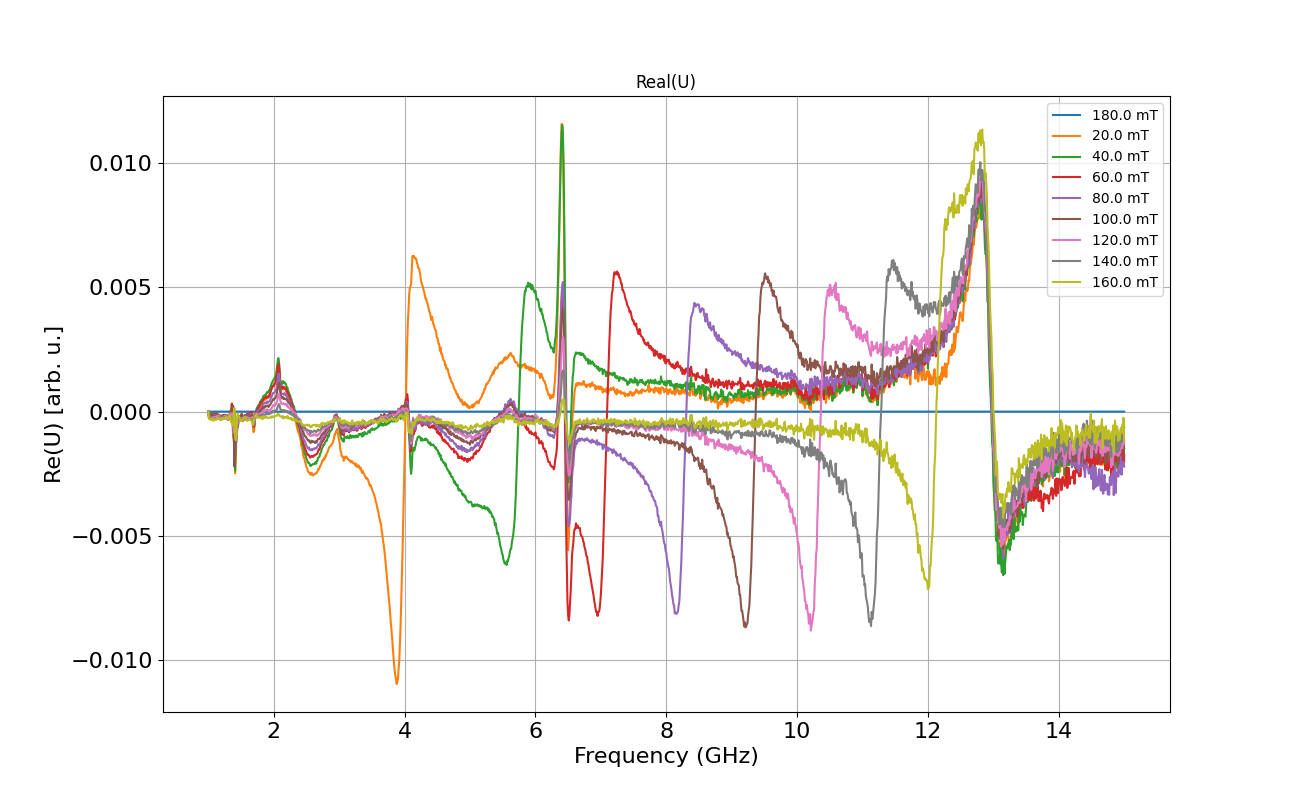 Real(U)
180.0 mT
20.0 mT
40.0 mT
60.0 mT
80.0 mT
100.0 mT
120.0 mT
140.0 mT
160.0 mT
Re(U) [arb. u.]
0.010
0.005
0.000
−0.005
−0.010
2 4 6 8 10 12 14
Frequency (GHz)